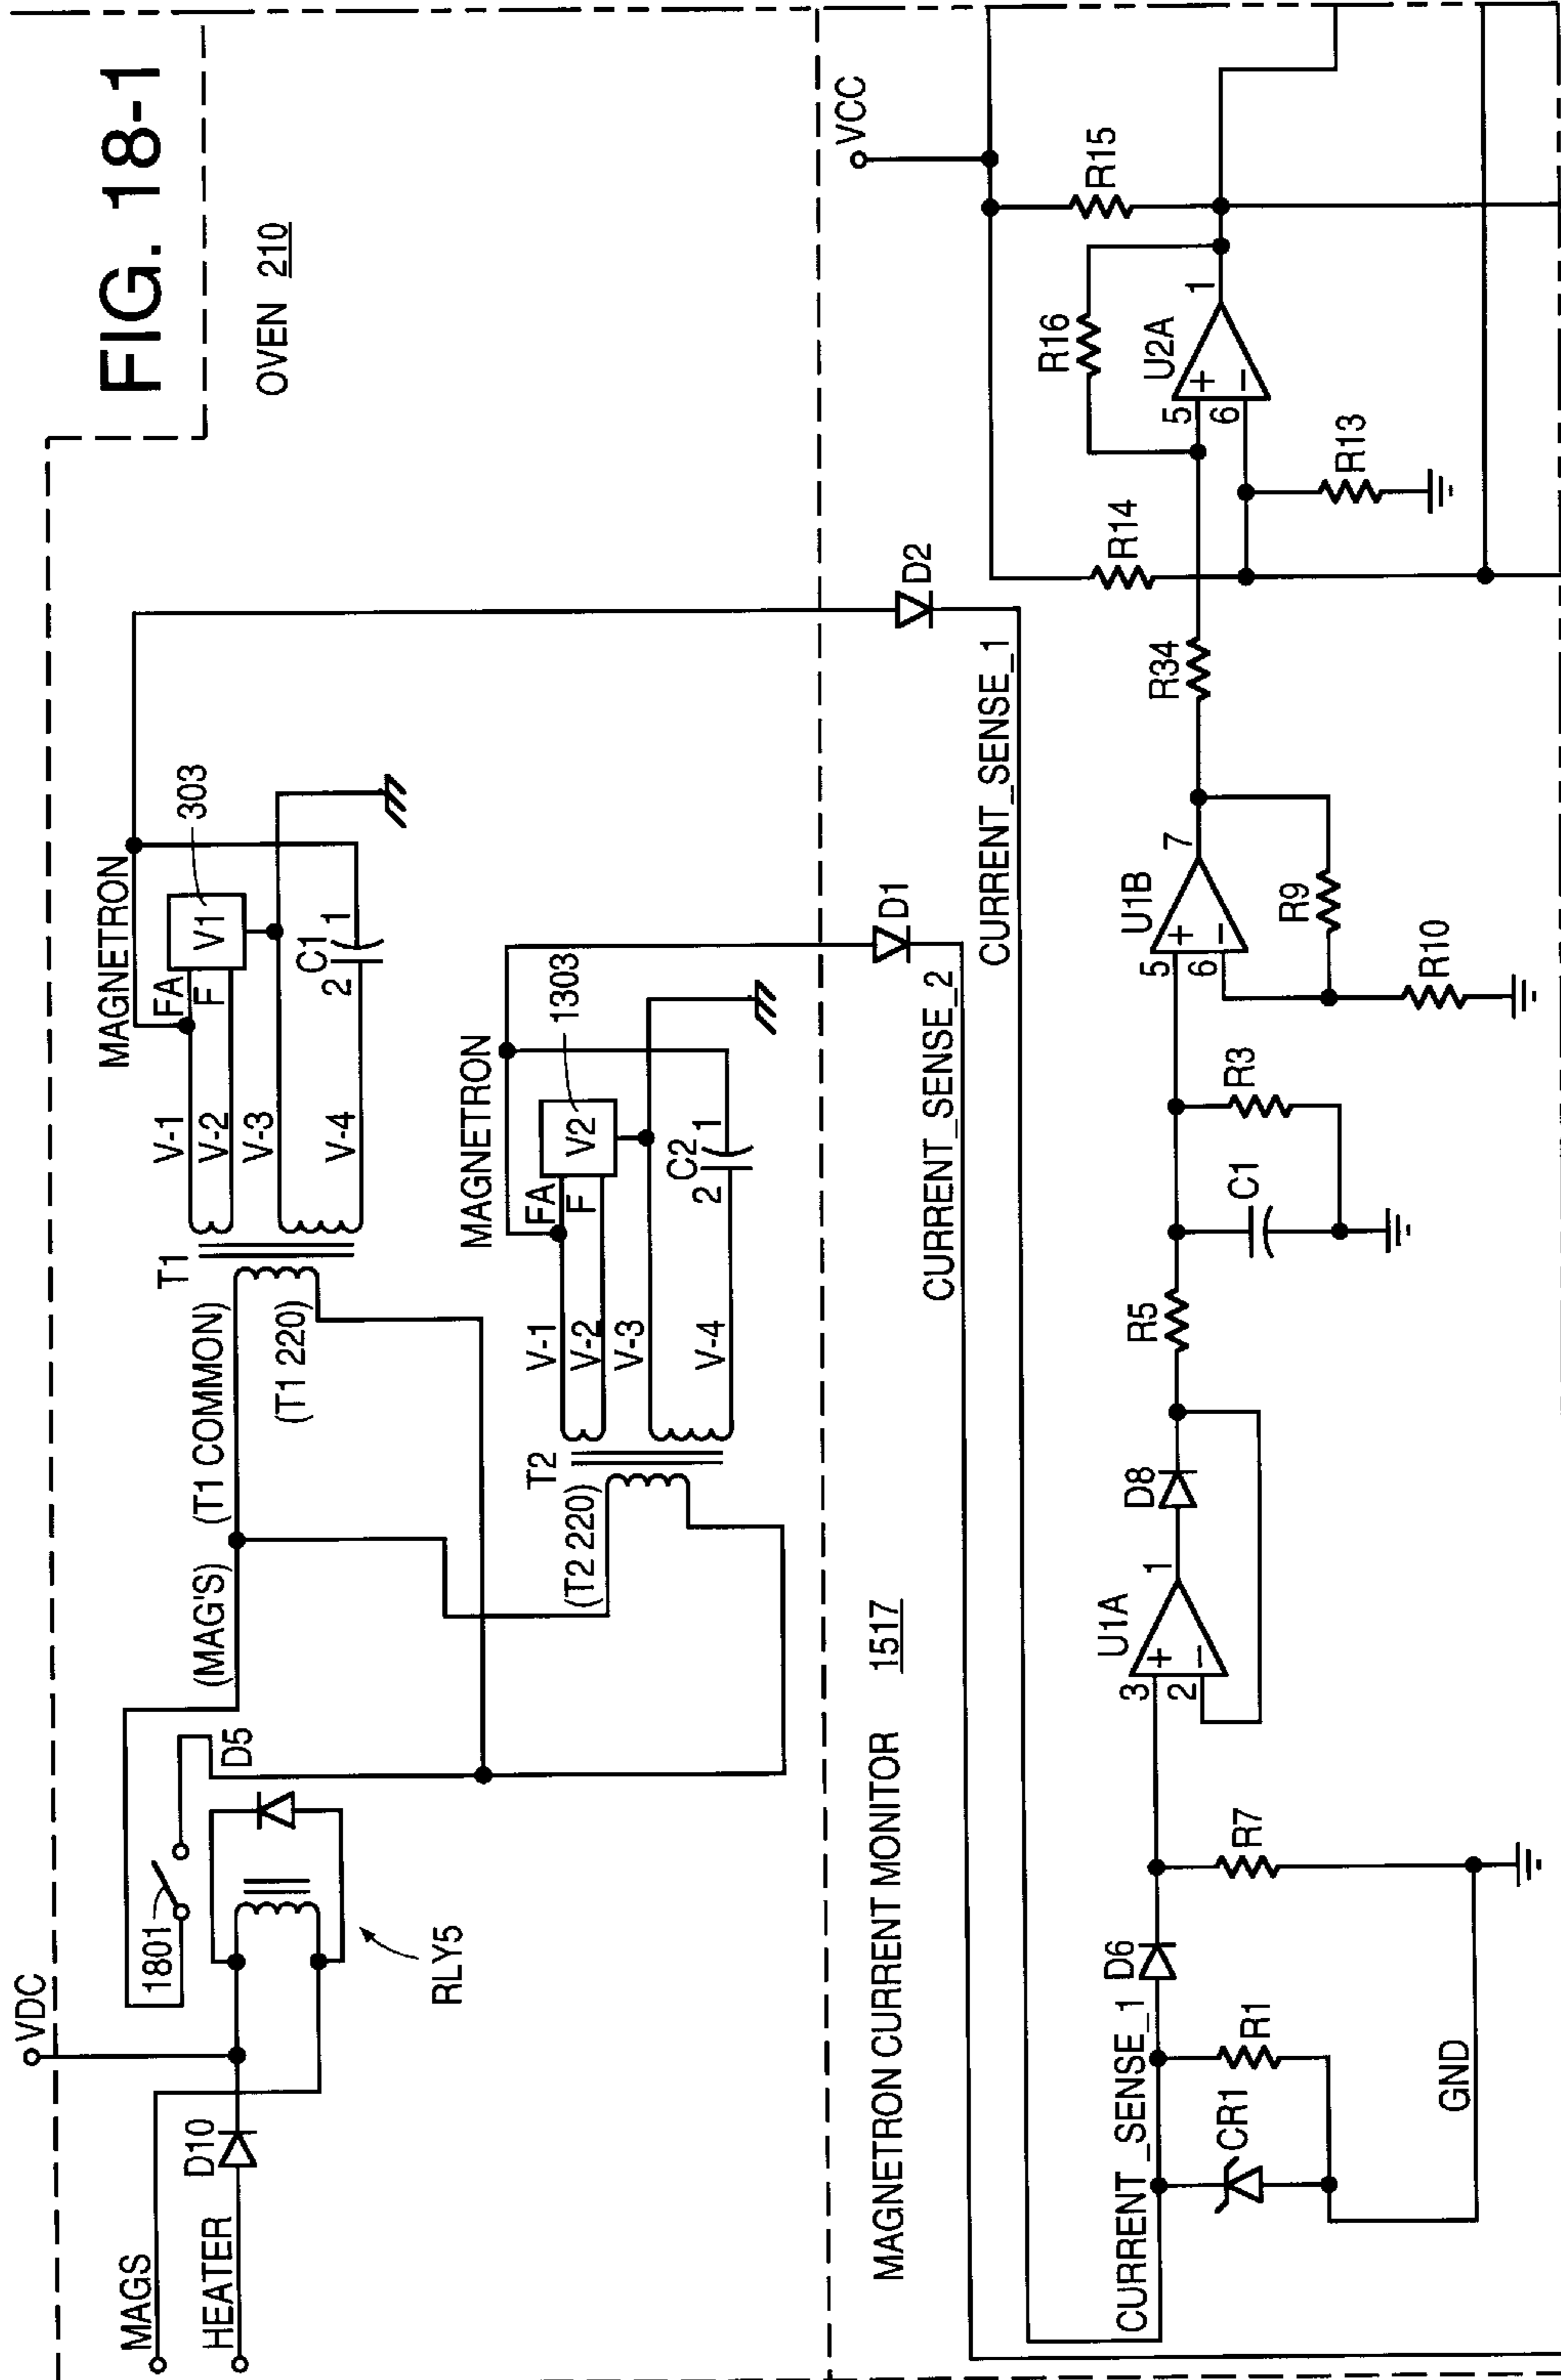 FIG. 18-1
OVEN 210
VDC
MAGS
HEATER
D10
1801
D5
RLY5
(MAG'S)
(T1 COMMON)
(T1 220)
T1
V-1
V-2
V-3
V-4
MAGNETRON
FA
F
V1
303
C1
2
1
(T2 220)
T2
V-1
V-2
V-3
V-4
MAGNETRON
FA
F
V2
1303
C2
2
1
MAGNETRON CURRENT MONITOR 1517
D1
D2
CURRENT_SENSE_2
CURRENT_SENSE_1
VCC
CURRENT_SENSE_1
CR1
R1
GND
D6
R7
3
2
+
−
U1A
1
D8
R5
C1
R3
5
6
+
−
U1B
7
R9
R10
R34
R14
R13
R16
5
6
+
−
U2A
1
R15